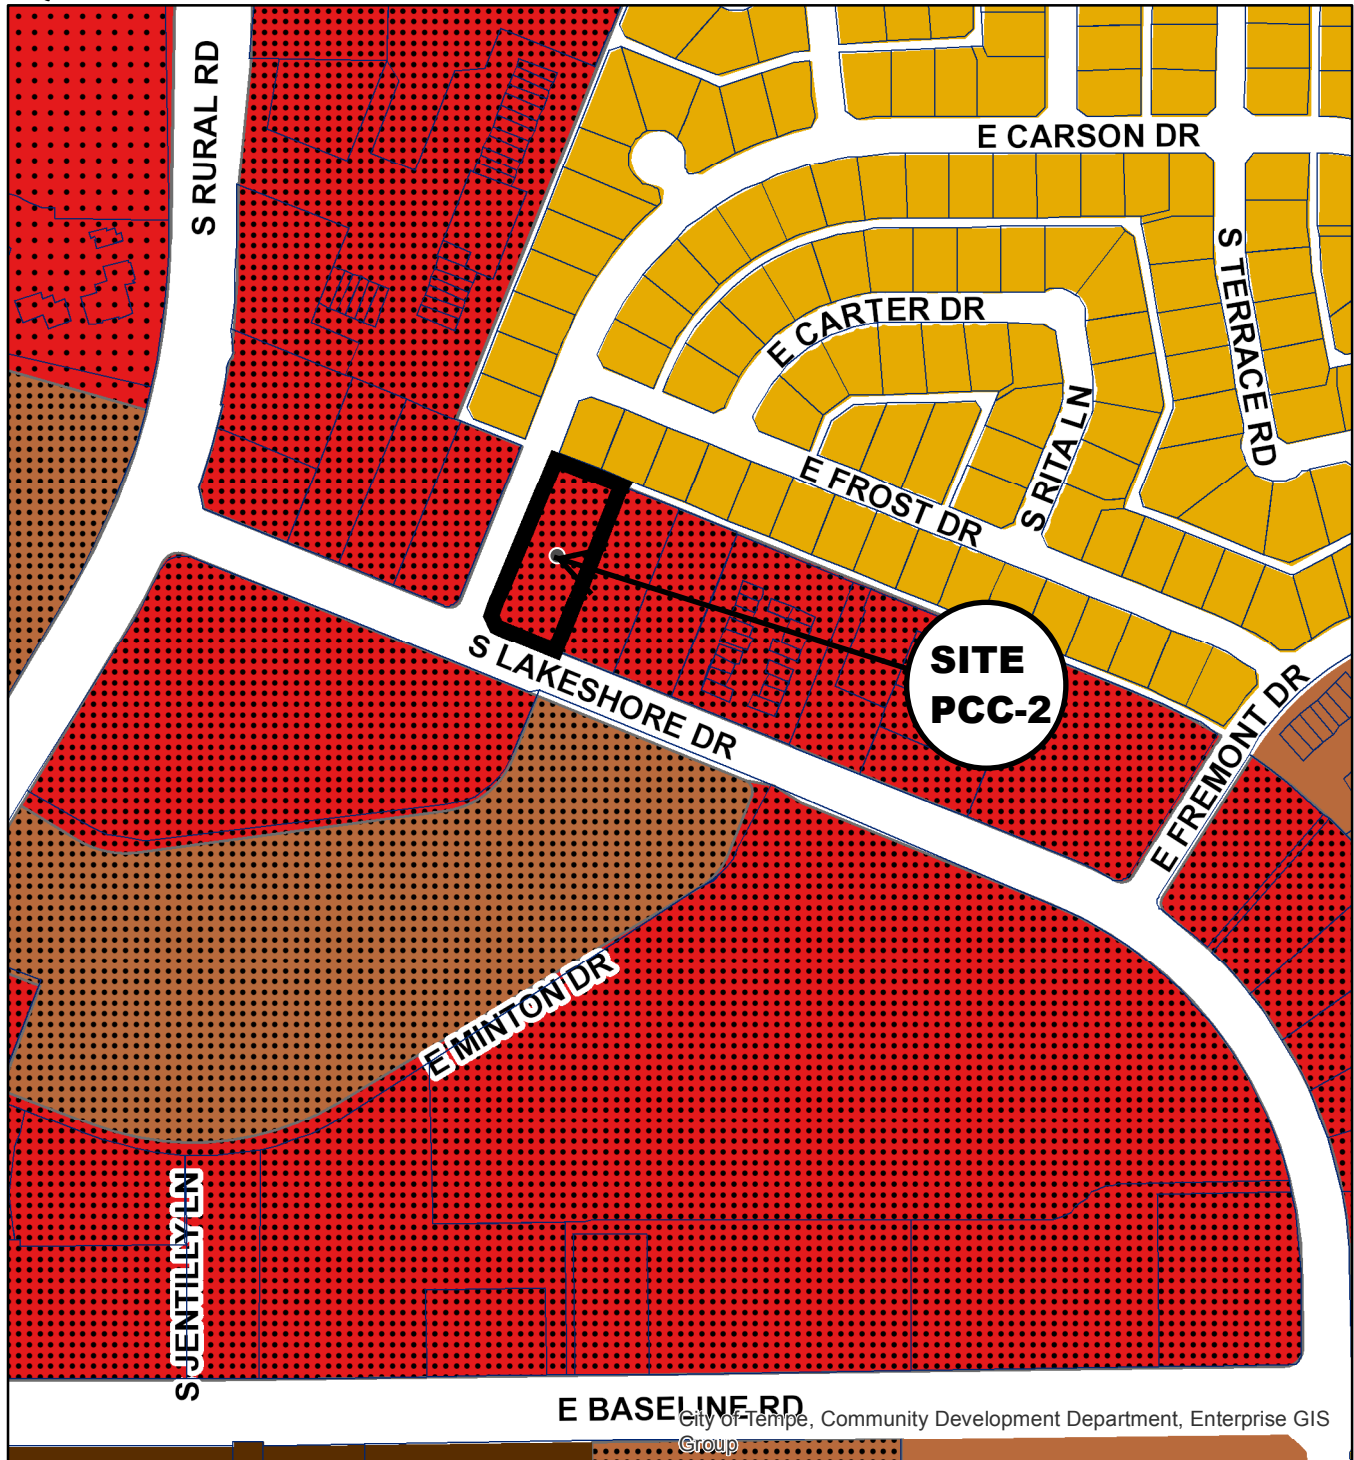 S RURAL RD
E CARSON DR
S TERRACE RD
E CARTER DR
S RITA LN
E FROST DR
SITE
PCC-2
S LAKESHORE DR
E FREMONT DR
E MINTON DR
S JENTILLY LN
E BASELINE RD
City of Tempe, Community Development Department, Enterprise GIS
Group